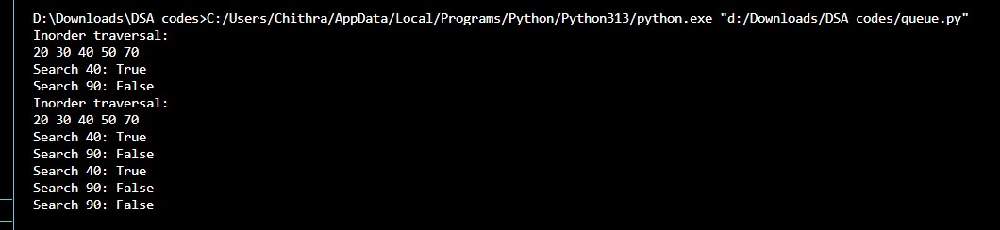 D:\Downloads\DSA codes>C:/Users/Chithra/AppData/Local/Programs/Python/Python313/python.exe "d:/Downloads/DSA codes/queue.py"
Inorder traversal:
20 30 40 50 70
Search 40: True
Search 90: False
Inorder traversal:
20 30 40 50 70
Search 40: True
Search 90: False
Search 40: True
Search 90: False
Search 90: False